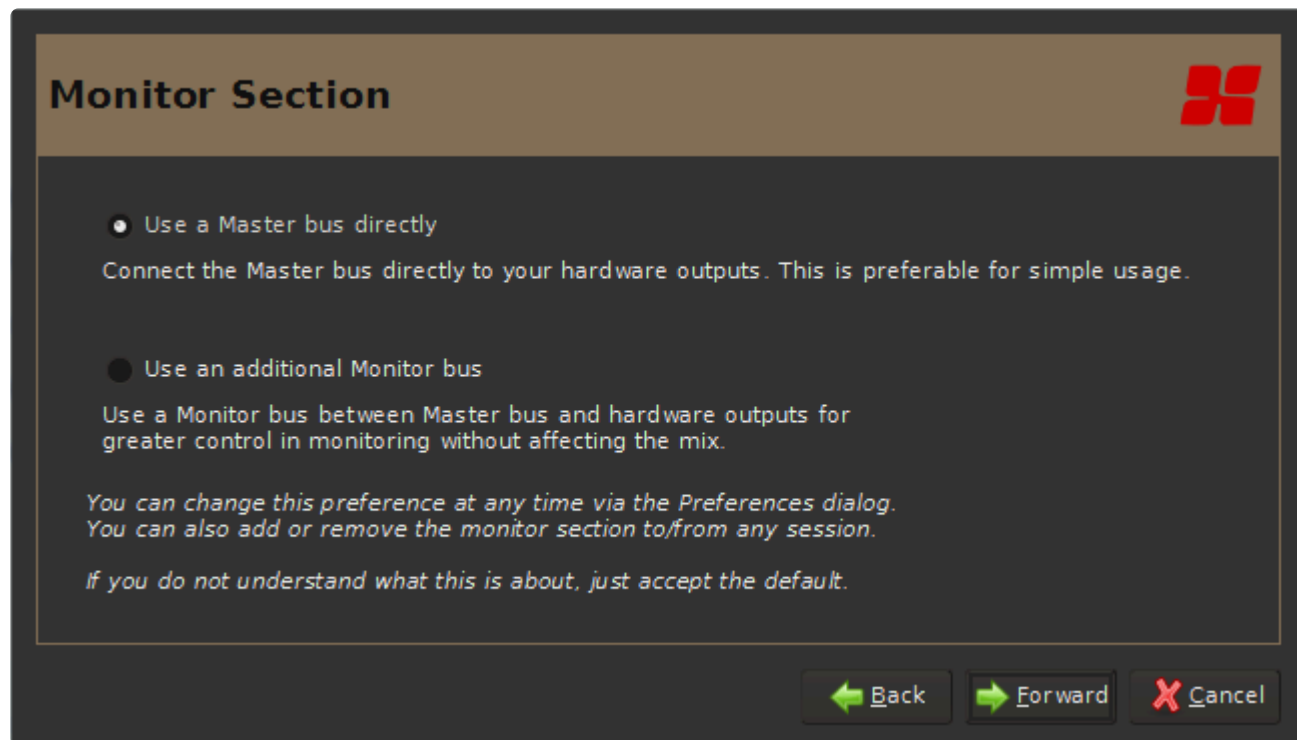 Monitor Section
Use a Master bus directly
Connect the Master bus directly to your hardware outputs. This is preferable for simple usage.
Use an additional Monitor bus
Use a Monitor bus between Master bus and hardware outputs for
greater control in monitoring without affecting the mix.
You can change this preference at any time via the Preferences dialog.
You can also add or remove the monitor section to/from any session.
If you do not understand what this is about, just accept the default.
Back Forward Cancel